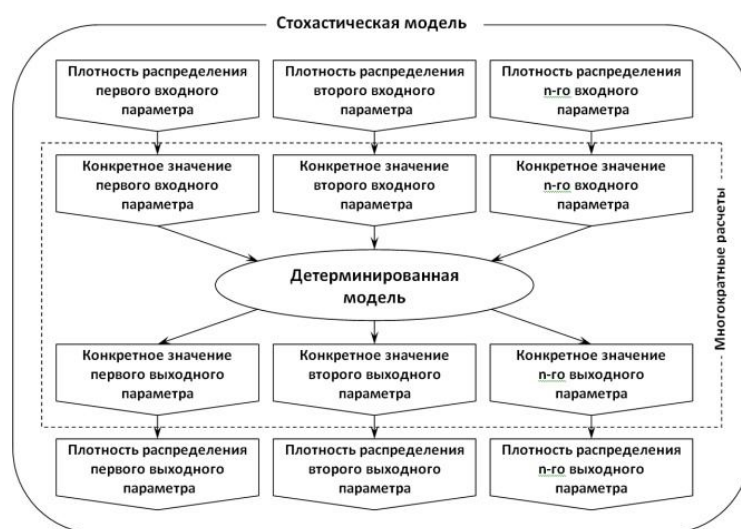 Стохастическая модель
Плотность распределения
первого входного
параметра
Плотность распределения
второго входного
параметра
Плотность распределения
n-го входного
параметра
Конкретное значение
первого входного
параметра
Конкретное значение
второго входного
параметра
Конкретное значение
n-го входного
параметра
Многократные расчеты
Детерминированная
модель
Конкретное значение
первого выходного
параметра
Конкретное значение
второго выходного
параметра
Конкретное значение
n-го выходного
параметра
Плотность распределения
первого выходного
параметра
Плотность распределения
второго выходного
параметра
Плотность распределения
n-го выходного
параметра